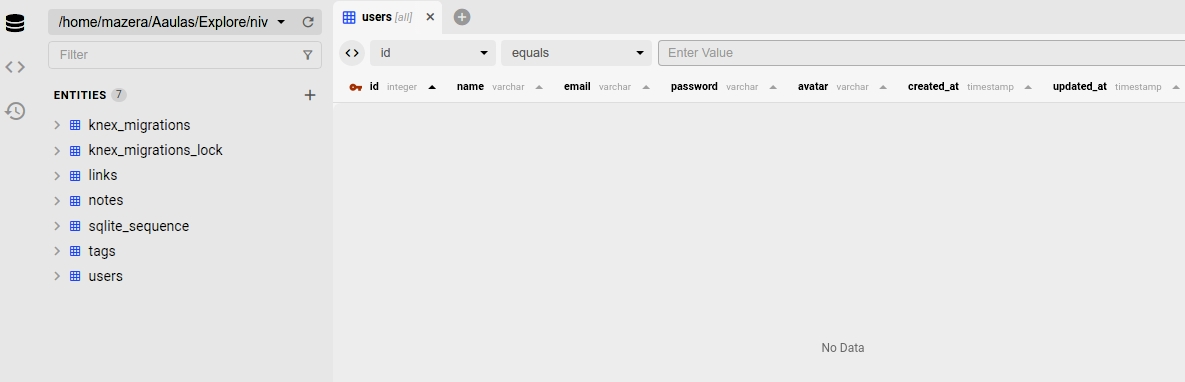 /home/mazera/Aaulas/Explore/niv
Filter
ENTITIES 7
knex_migrations
knex_migrations_lock
links
notes
sqlite_sequence
tags
users
users [all]
id equals Enter Value
id integer name varchar email varchar password varchar avatar varchar created_at timestamp updated_at timestamp
No Data